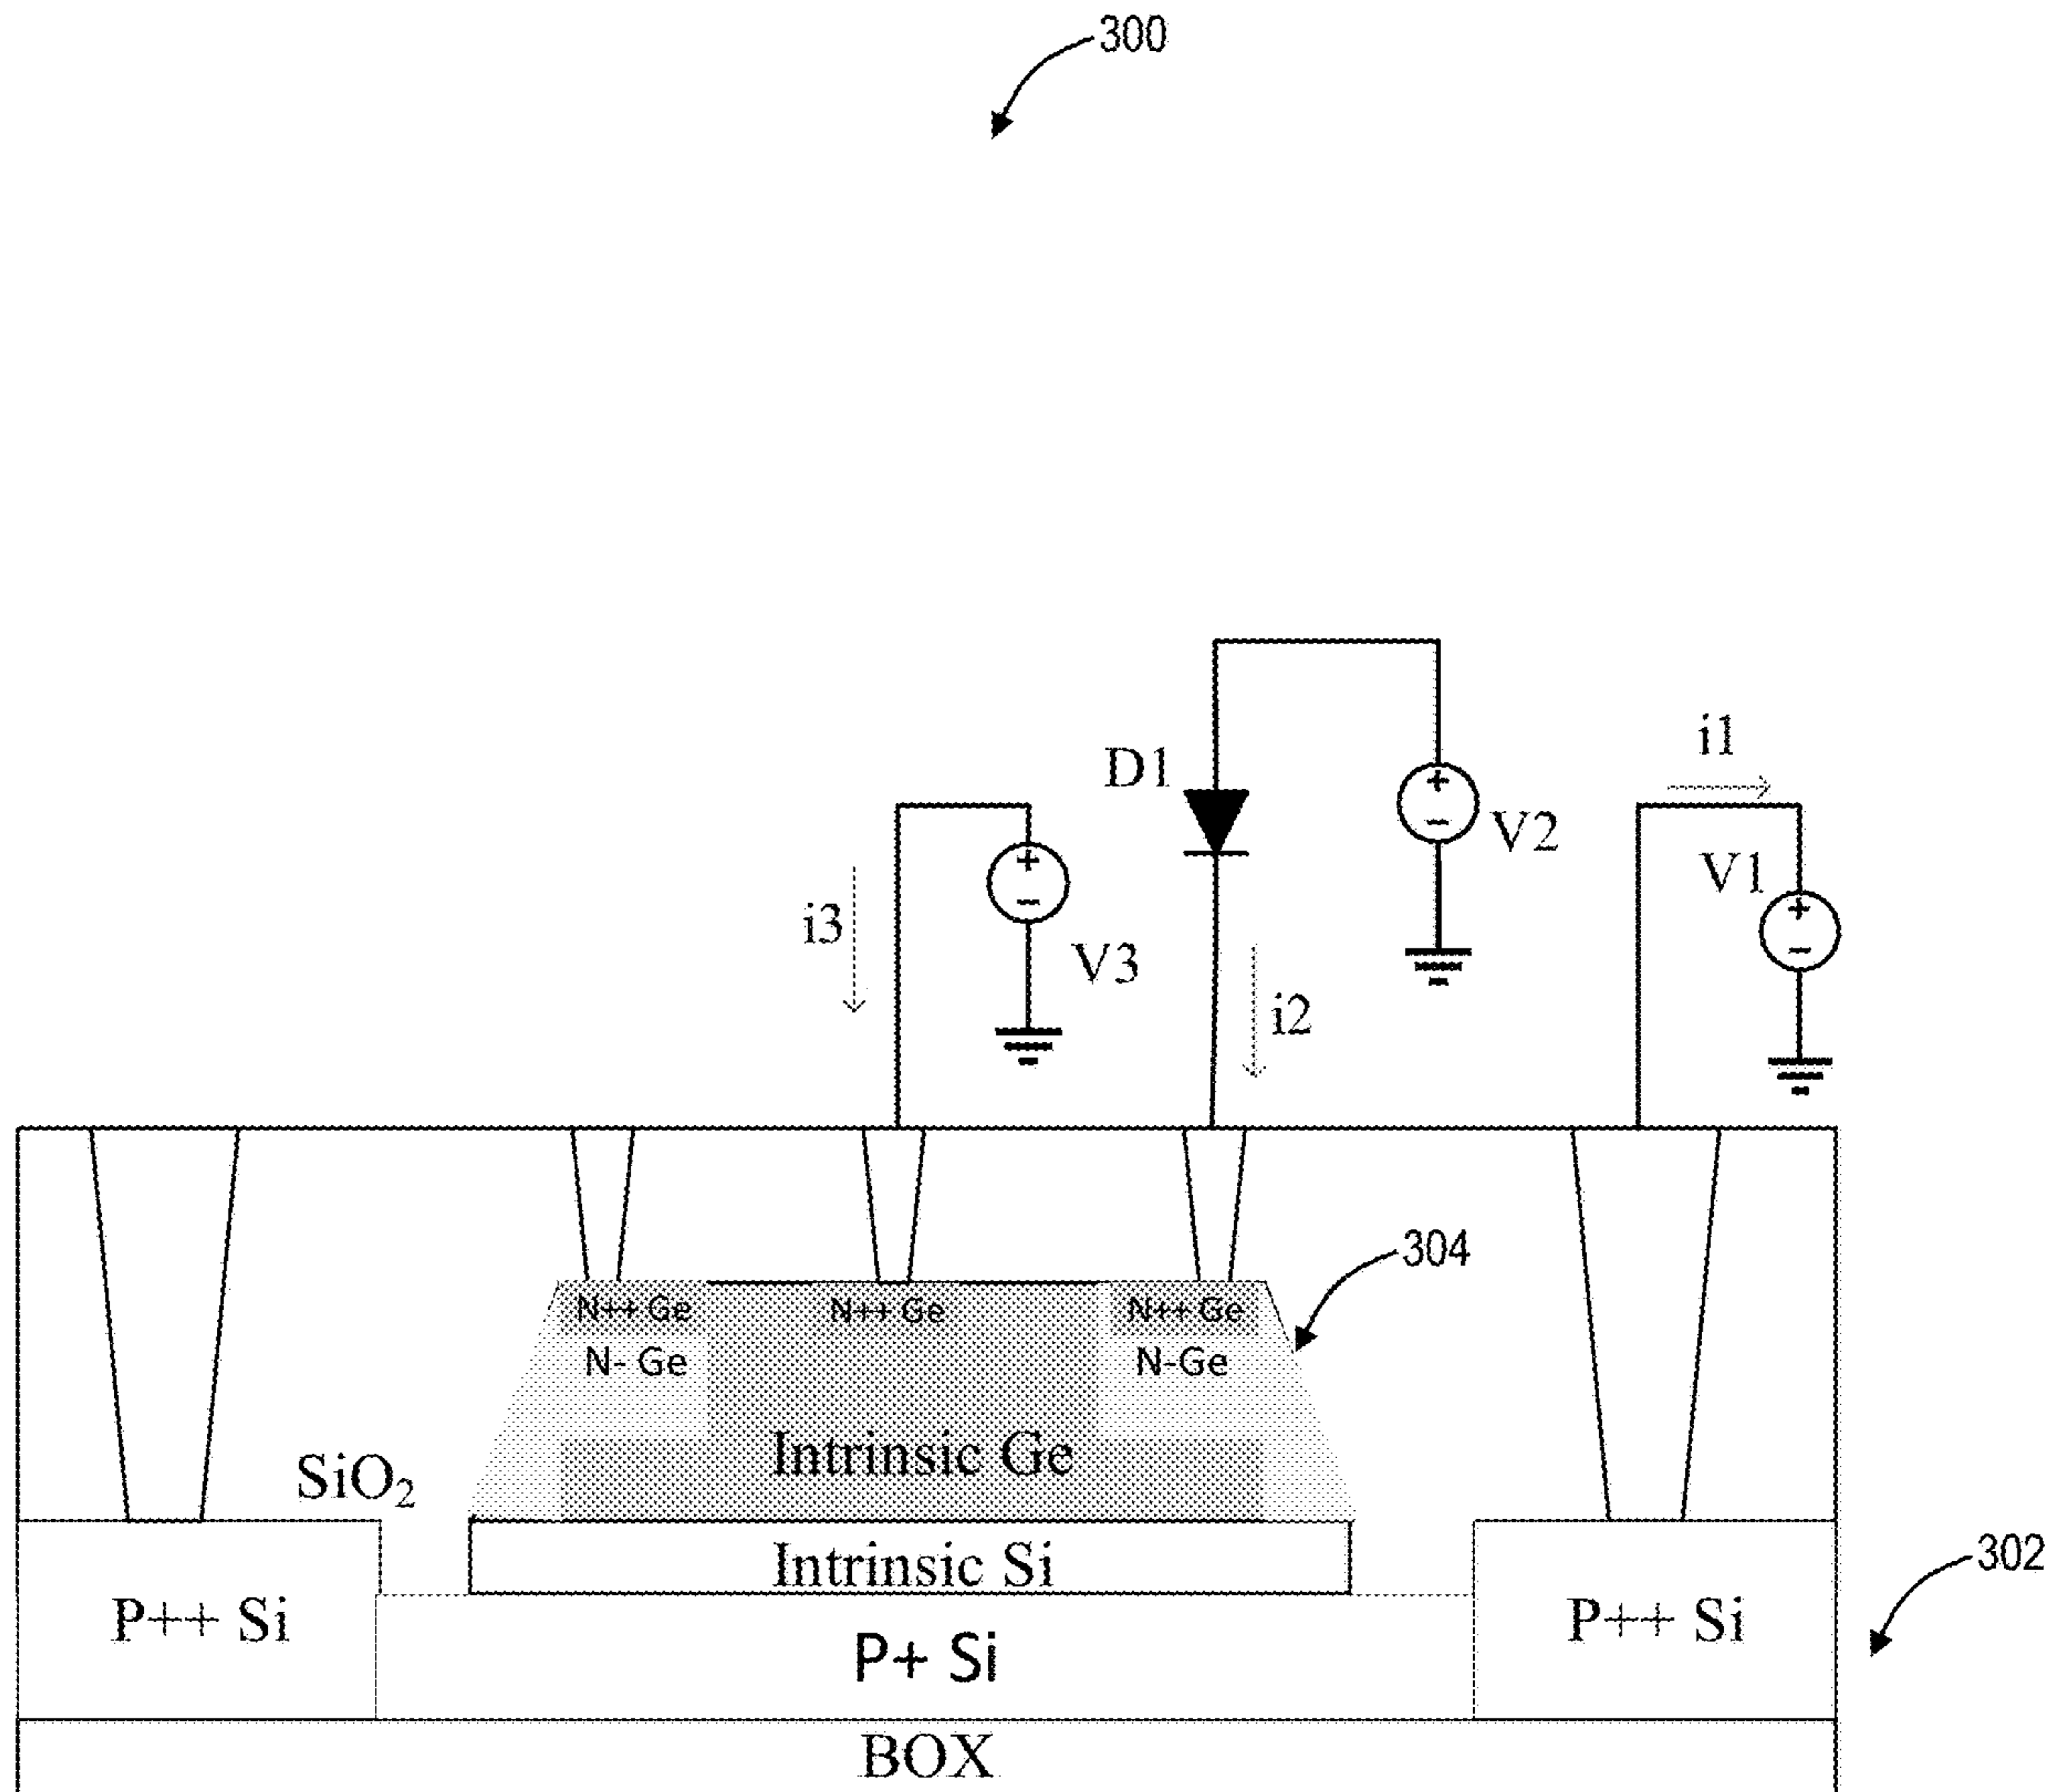 300
i1
D1
V2
V1
i3
V3
i2
304
N++ Ge
N++ Ge
N++ Ge
N- Ge
N-Ge
Intrinsic Ge
SiO₂
Intrinsic Si
302
P++ Si
P++ Si
P+ Si
BOX